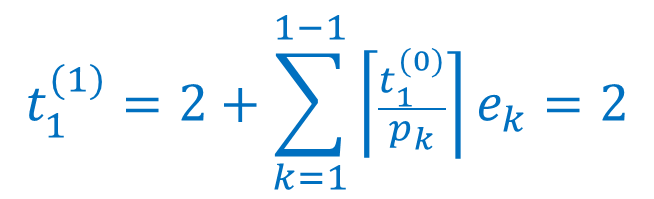 $t_1^{(1)} = 2 + \sum_{k=1}^{1-1} \left\lceil \frac{t_1^{(0)}}{p_k} \right\rceil e_k = 2$